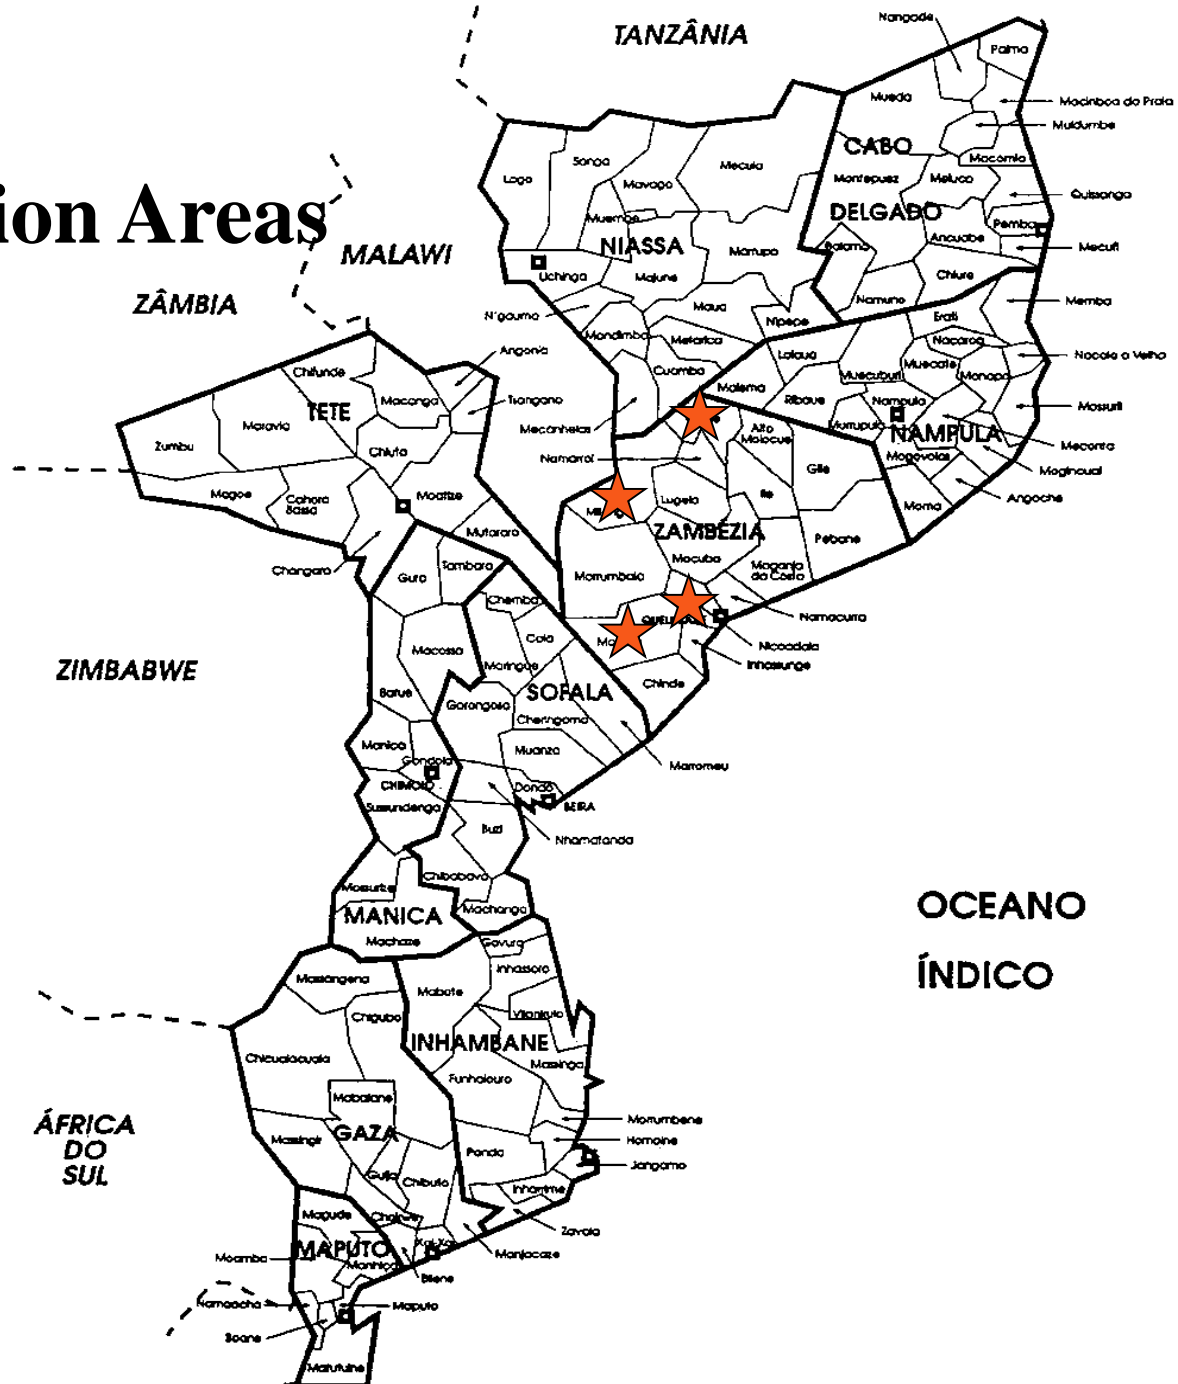 TANZÂNIA
Nangade
Palma
Mueda
Mocimboa da Praia
Muidumbe
CABO
Macomia
Sanga
Mecula
Lago
Mavago
Montepuez
Meluco
Quissanga
ion Areas
Muembe
DELGADO
Pemba
MALAWI
NIASSA
Marrupa
Balama
Ancuabe
Mecufi
Lichinga
Majune
Chiure
ZÂMBIA
Namuno
Memba
N'gauma
Maua
Nipepe
Erati
Mandimba
Metarica
Nacaroa
Angonia
Lalaua
Muecate
Nacala a Velha
Chifunde
Cuamba
Muecuburi
Monapo
Macanga
Malema
TETE
Tsangano
Ribaue
Nampula
Mossuril
Maravia
Mecanhelas
Alto
Molocue
Murrupula
NAMPULA
Zumbu
Chiuta
Namarroi
Mogovolas
Meconta
Gile
Mogincual
Magoe
Cahora
Bassa
Moatize
Lugela
Ile
Moma
Angoche
Mutarara
ZAMBÉZIA
Pebane
Changara
Guro
Tambara
Morrumbala
Mocuba
Maganja
da Costa
Chemba
Namacurra
Caia
Nicoadala
Macossa
Maringue
Inhassunge
ZIMBABWE
Barue
SOFALA
Chinde
Gorongosa
Cheringoma
Manica
Muanza
Marromeu
Gondola
CHIMOIO
Dondo
Sussundenga
BEIRA
Buzi
Nhamatanda
Chibabava
Mossurize
Machanga
MANICA
OCEANO
Machaze
Govuro
Inhassoro
ÍNDICO
Massangena
Mabote
Chigubo
Vilankulo
INHAMBANE
Chicualacuala
Massinga
Funhalouro
Mabalane
ÁFRICA
DO
SUL
GAZA
Morrumbene
Massingir
Homoine
Panda
Jangamo
Guija
Chibuto
Inharrime
Magude
Chokwe
Zavala
MAPUTO
Xai-Xai
Manjacaze
Moamba
Manhica
Bilene
Namaacha
Maputo
Boane
Matutuine